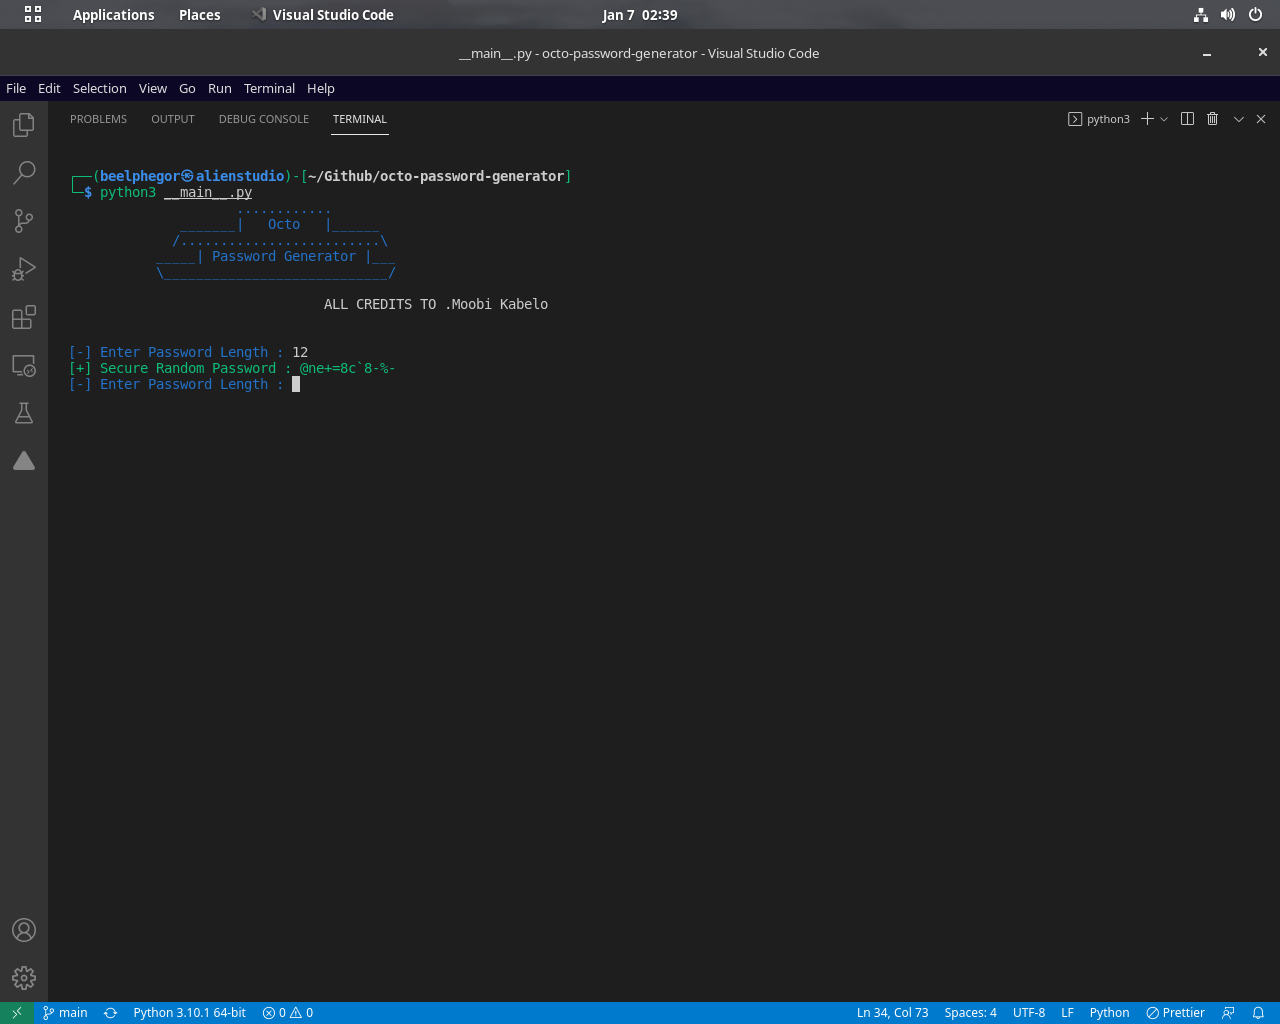 Applications Places Visual Studio Code Jan 7 02:39
__main__.py - octo-password-generator - Visual Studio Code
File Edit Selection View Go Run Terminal Help
PROBLEMS OUTPUT DEBUG CONSOLE TERMINAL python3
┌──(beelphegor㉿alienstudio)-[~/Github/octo-password-generator]
└─$ python3 __main__.py
............
_______|   Octo   |______
/.........................\
_____| Password Generator |___
\____________________________/
ALL CREDITS TO .Moobi Kabelo
[-] Enter Password Length : 12
[+] Secure Random Password : @ne+=8c`8-%-
[-] Enter Password Length :
main Python 3.10.1 64-bit 0 0 Ln 34, Col 73 Spaces: 4 UTF-8 LF Python Prettier